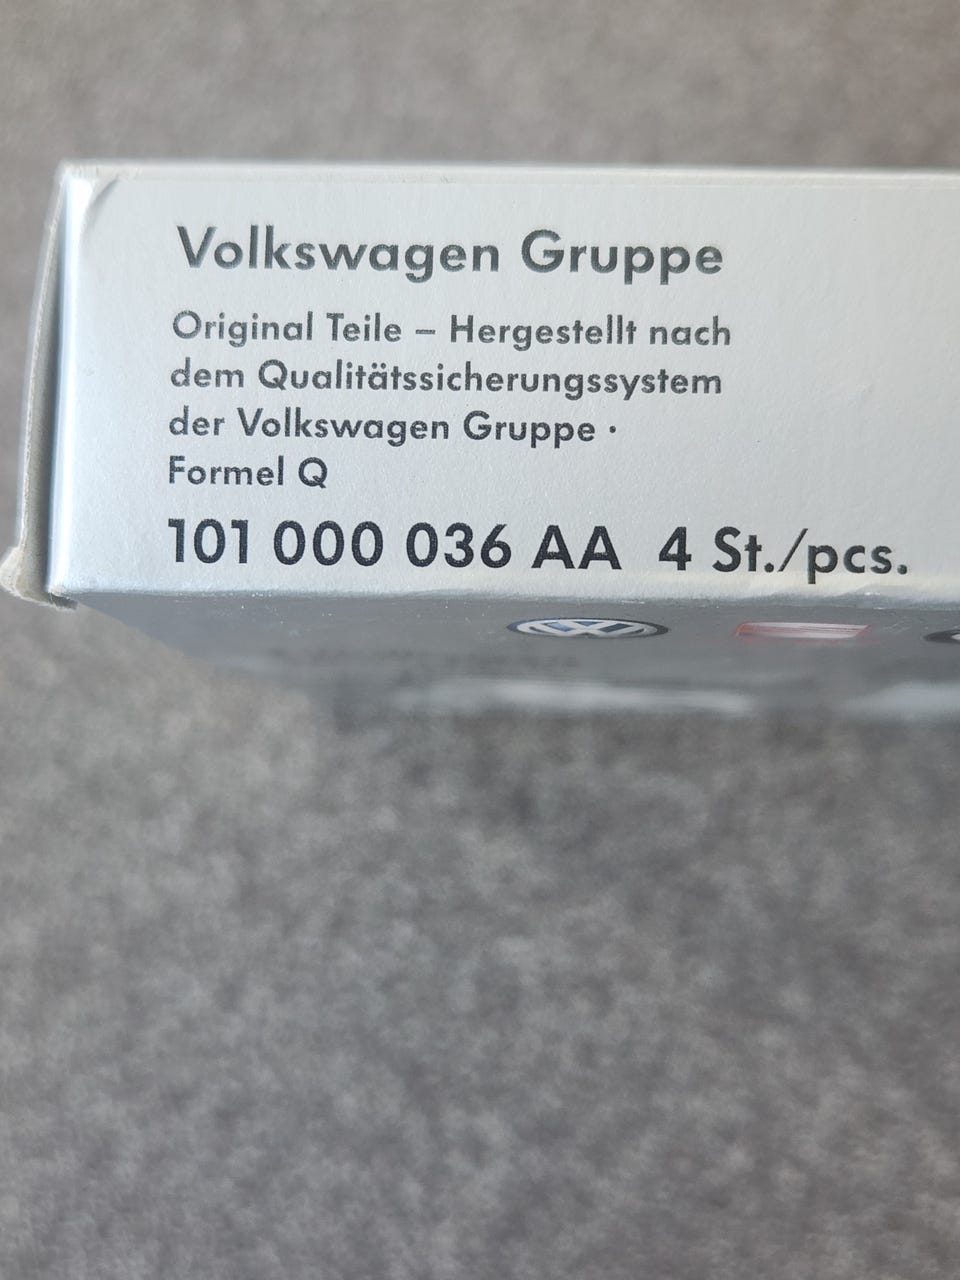 Volkswagen Gruppe
Original Teile – Hergestellt nach
dem Qualitätssicherungssystem
der Volkswagen Gruppe ·
Formel Q
101 000 036 AA 4 St./pcs.